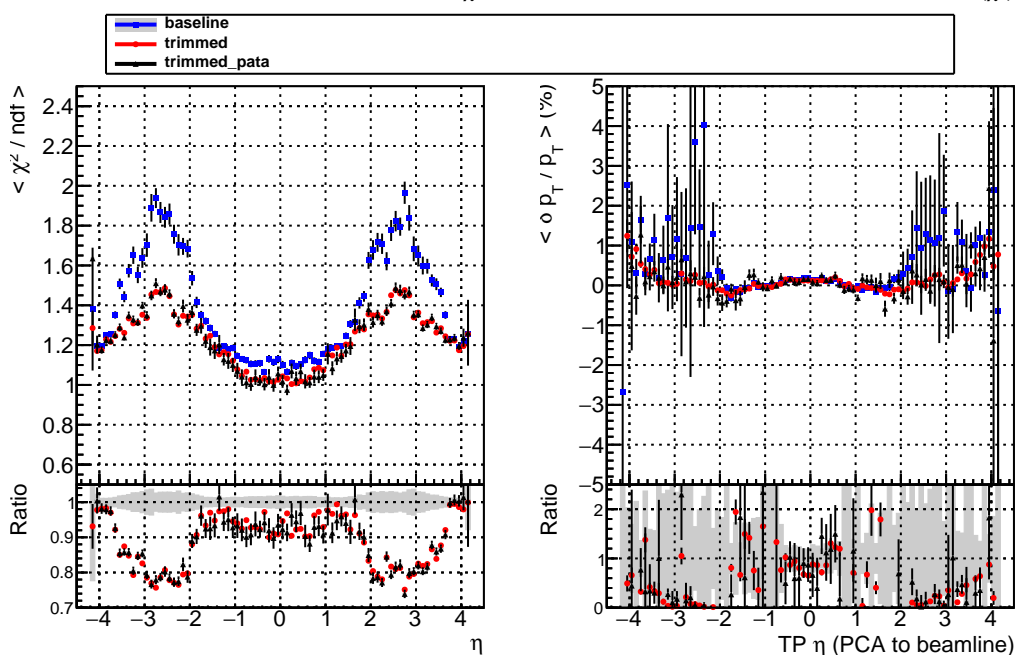 baseline
trimmed
trimmed_pata
< χ² / ndf >
2.4
2.2
2
1.8
1.6
1.4
1.2
1
0.8
0.6
Ratio
1
0.9
0.8
0.7
−4 −3 −2 −1 0 1 2 3 4
η
p_T / p_T > (%)
5
4
3
2
1
0
−1
−2
−3
−4
−5
Ratio
2
1
0
−4 −3 −2 −1 0 1 2 3 4
TP η (PCA to beamline)